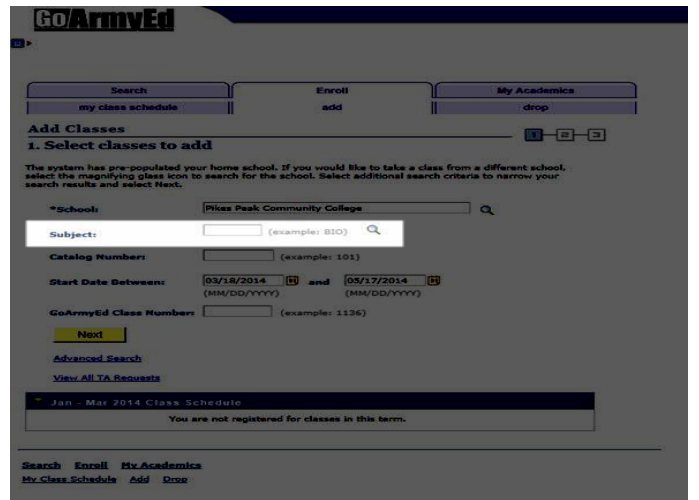 GoArmyEd
Search Enroll My Academics
my class schedule || add || drop
Add Classes
1 2 3
1. Select classes to add
The system has pre-populated your home school. If you would like to take a class from a different school,
select the magnifying glass icon to search for the school. Select additional search criteria to narrow your
search results and select Next.
*School: Pikes Peak Community College
Subject: (example: BIO)
Catalog Number: (example: 101)
Start Date Between: 03/18/2014 and 05/17/2014
(MM/DD/YYYY) (MM/DD/YYYY)
GoArmyEd Class Number: (example: 1136)
Next
Advanced Search
View All TA Requests
Jan - Mar 2014 Class Schedule
You are not registered for classes in this term.
Search Enroll My Academics
My Class Schedule Add Drop